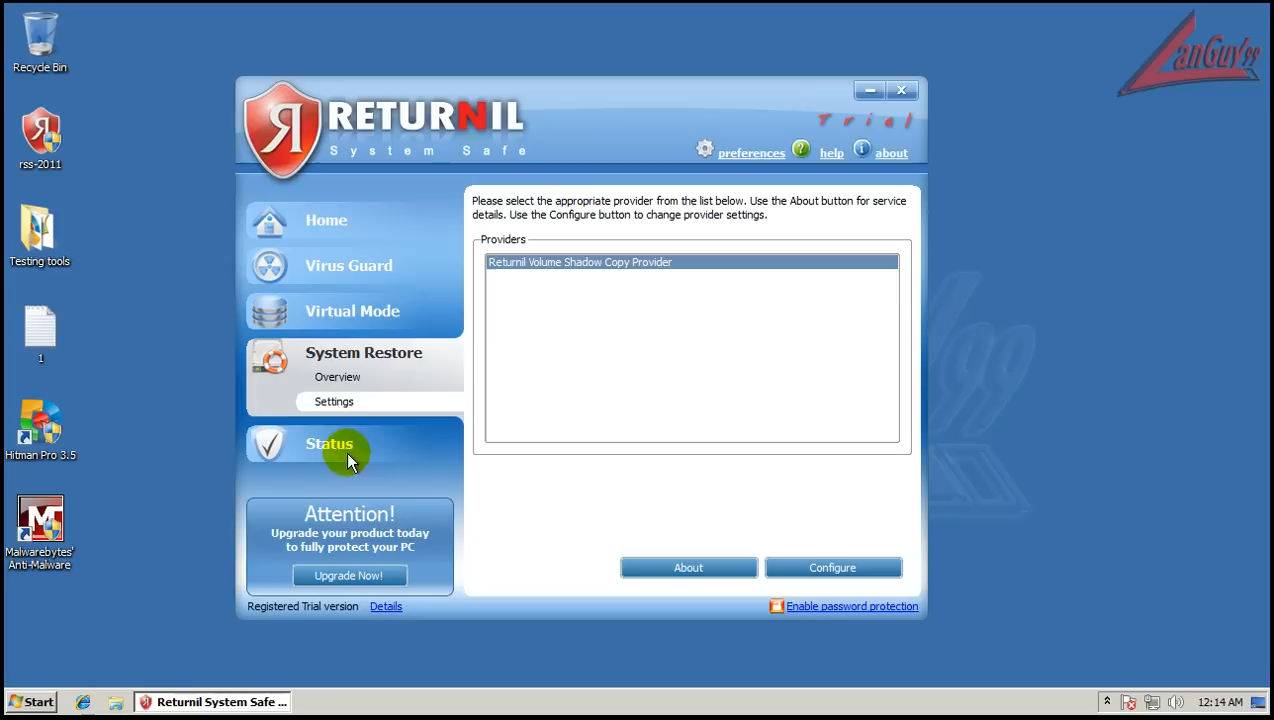 Recycle Bin
rss-2011
Testing tools
1
Hitman Pro 3.5
Malwarebytes'
Anti-Malware
LanGuy99
RETURNIL
System Safe
Trial
preferences
help
about
Home
Virus Guard
Virtual Mode
System Restore
Overview
Settings
Status
Attention!
Upgrade your product today
to fully protect your PC
Upgrade Now!
Registered Trial version Details
Please select the appropriate provider from the list below. Use the About button for service
details. Use the Configure button to change provider settings.
Providers
Returnil Volume Shadow Copy Provider
About
Configure
Enable password protection
Start
Returnil System Safe ...
12:14 AM